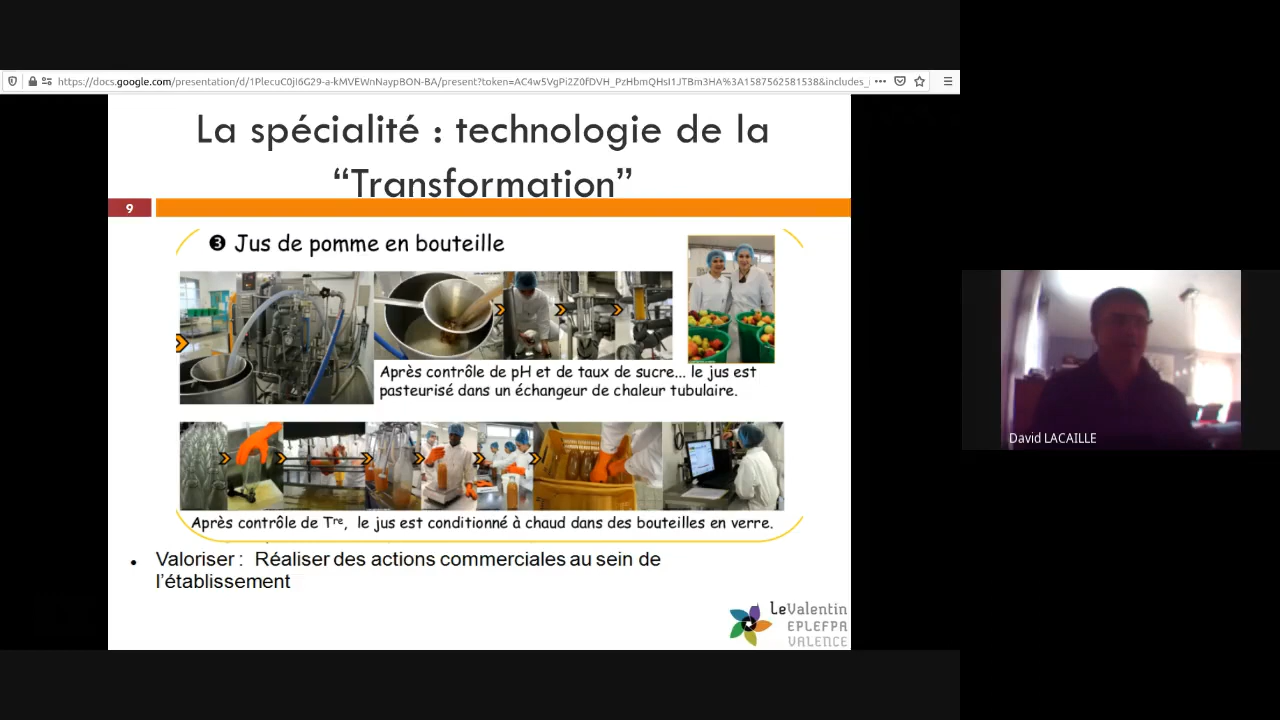 https://docs.google.com/presentation/d/1PlecuC0jI6G29-a-kMVEWnNaypBON-BA/present?token=AC4w5VgPi2Z0fDVH_PzHbmQHsI1JTBm3HA%3A1587562581538&includes_
La spécialité : technologie de la
“Transformation”
9
❸ Jus de pomme en bouteille
Après contrôle de pH et de taux de sucre... le jus est
pasteurisé dans un échangeur de chaleur tubulaire.
Après contrôle de Tre, le jus est conditionné à chaud dans des bouteilles en verre.
• Valoriser : Réaliser des actions commerciales au sein de
l’établissement
LeValentin
EPLEFPA
VALENCE
David LACAILLE